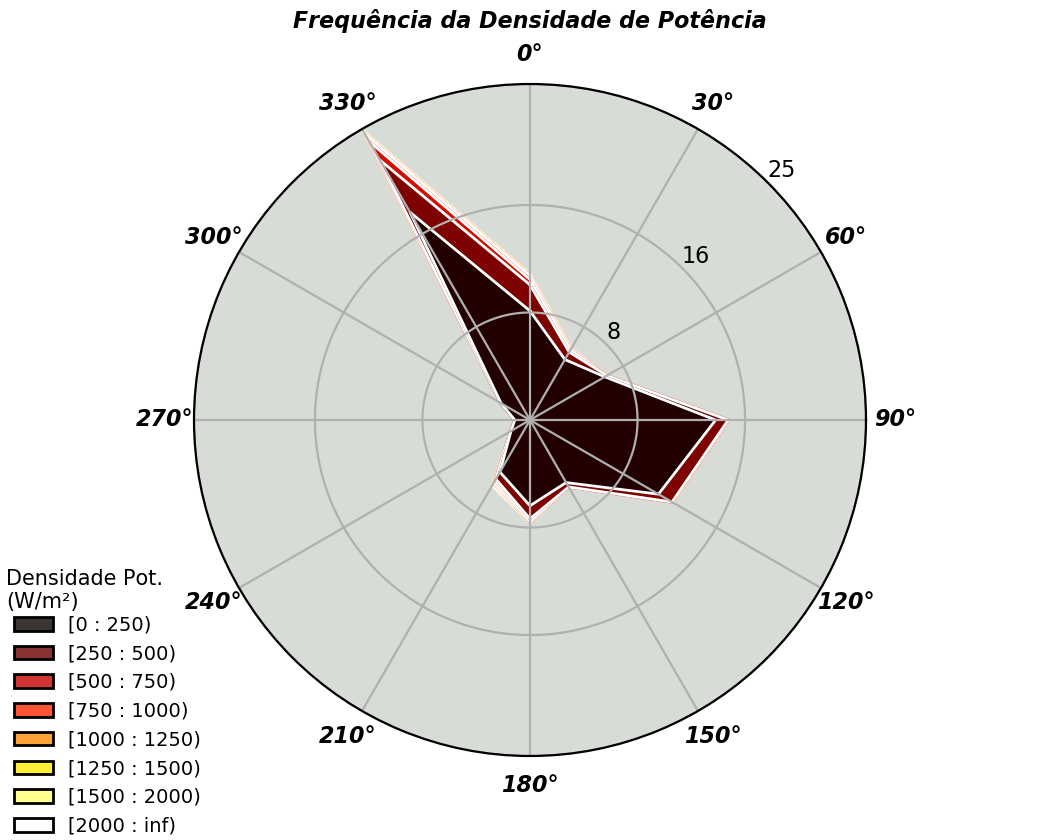 Frequência da Densidade de Potência
0°
330°
30°
25
300°
60°
16
8
270°
90°
240°
120°
210°
150°
180°
Densidade Pot.
(W/m²)
[0 : 250)
[250 : 500)
[500 : 750)
[750 : 1000)
[1000 : 1250)
[1250 : 1500)
[1500 : 2000)
[2000 : inf)